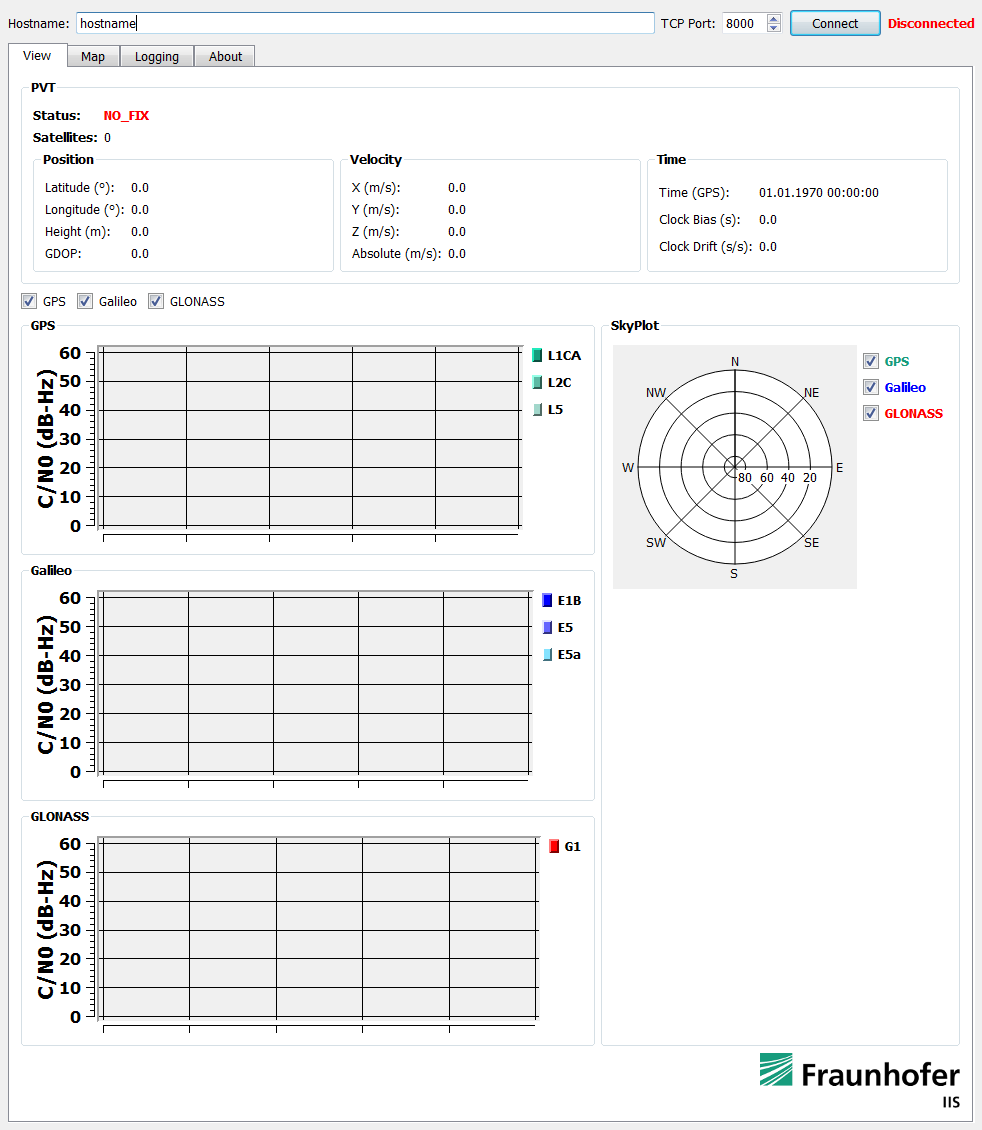 Hostname: hostname TCP Port: 8000 Connect Disconnected
View Map Logging About
PVT
Status: NO_FIX
Satellites: 0
Position
Latitude (°): 0.0
Longitude (°): 0.0
Height (m): 0.0
GDOP: 0.0
Velocity
X (m/s): 0.0
Y (m/s): 0.0
Z (m/s): 0.0
Absolute (m/s): 0.0
Time
Time (GPS): 01.01.1970 00:00:00
Clock Bias (s): 0.0
Clock Drift (s/s): 0.0
GPS Galileo GLONASS
GPS
C/N0 (dB-Hz)
60
50
40
30
20
10
0
L1CA
L2C
L5
Galileo
C/N0 (dB-Hz)
60
50
40
30
20
10
0
E1B
E5
E5a
GLONASS
C/N0 (dB-Hz)
60
50
40
30
20
10
0
G1
SkyPlot
N
NW NE
W 80 60 40 20 E
SW SE
S
GPS
Galileo
GLONASS
Fraunhofer
IIS